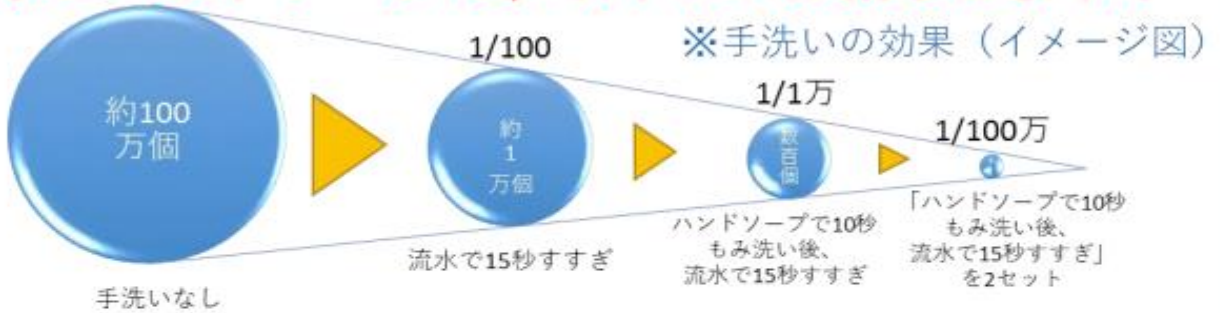 ※手洗いの効果（イメージ図）
約100
万個
手洗いなし
1/100
約
1
万個
流水で15秒すすぎ
1/1万
数百個
ハンドソープで10秒
もみ洗い後、
流水で15秒すすぎ
1/100万
「ハンドソープで10秒
もみ洗い後、
流水で15秒すすぎ」
を2セット